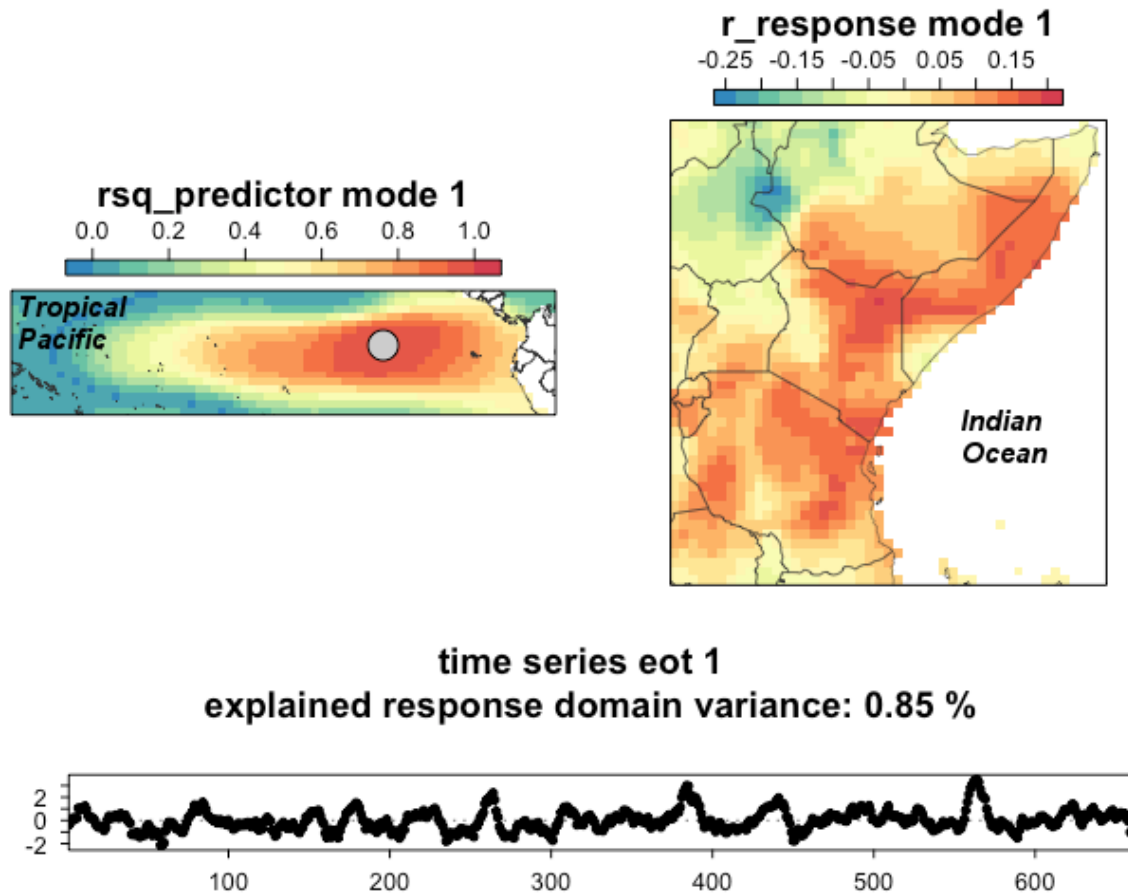 r_response mode 1
-0.25 -0.15 -0.05 0.05 0.15
rsq_predictor mode 1
0.0 0.2 0.4 0.6 0.8 1.0
Tropical
Pacific
Indian
Ocean
time series eot 1
explained response domain variance: 0.85 %
2
0
-2
100 200 300 400 500 600